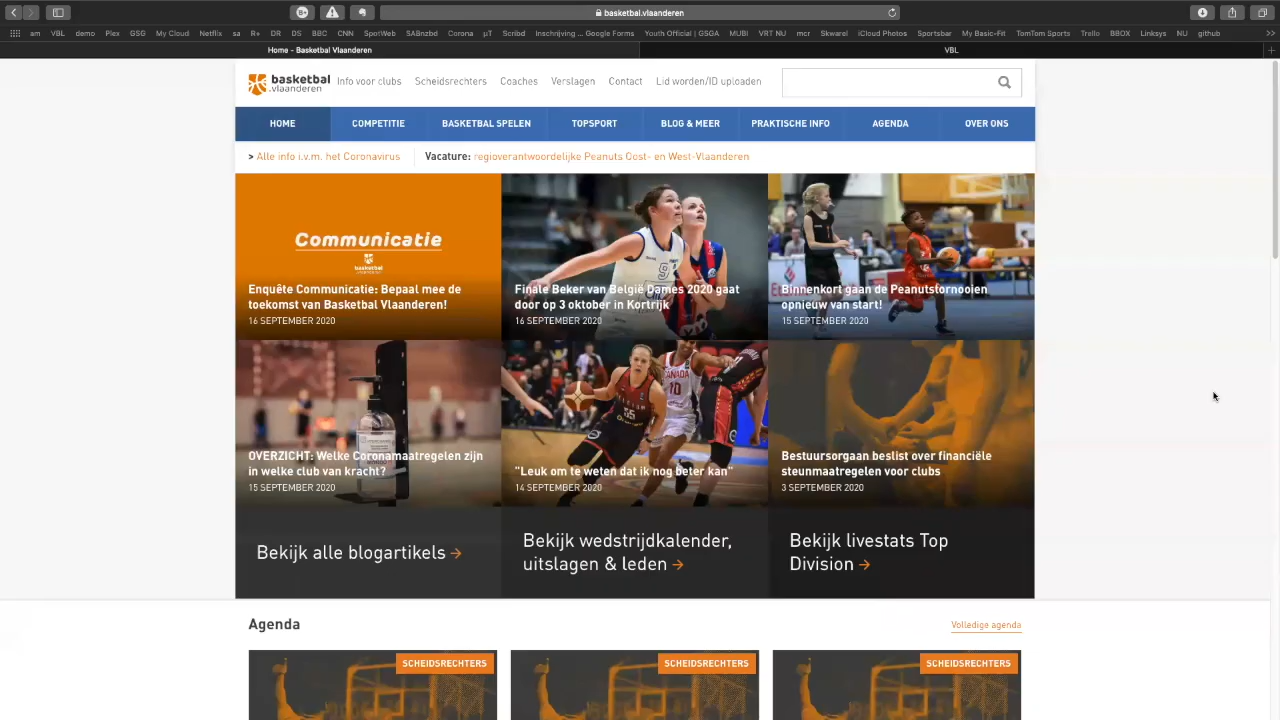 basketbal.vlaanderen
am VBL demo Plex GSG My Cloud Netflix sa R+ DR DS BBC CNN SpotWeb SABnzbd Corona µT Scribd Inschrijving ... Google Forms Youth Official | GSGA MUBI VRT NU mcr Skwarel iCloud Photos Sportsbar My Basic-Fit TomTom Sports Trello BBOX Linksys NU github >>
Home - Basketbal Vlaanderen VBL
basketbal
.vlaanderen
Info voor clubs Scheidsrechters Coaches Verslagen Contact Lid worden/ID uploaden
HOME COMPETITIE BASKETBAL SPELEN TOPSPORT BLOG & MEER PRAKTISCHE INFO AGENDA OVER ONS
> Alle info i.v.m. het Coronavirus Vacature: regioverantwoordelijke Peanuts Oost- en West-Vlaanderen
Communicatie
basketbal
Enquête Communicatie: Bepaal mee de
toekomst van Basketbal Vlaanderen!
16 SEPTEMBER 2020
9
Finale Beker van België Dames 2020 gaat
door op 3 oktober in Kortrijk
16 SEPTEMBER 2020
Binnenkort gaan de Peanutstornooien
opnieuw van start!
15 SEPTEMBER 2020
OVERZICHT: Welke Coronamaatregelen zijn
in welke club van kracht?
15 SEPTEMBER 2020
CANADA
10
55
"Leuk om te weten dat ik nog beter kan"
14 SEPTEMBER 2020
Bestuursorgaan beslist over financiële
steunmaatregelen voor clubs
3 SEPTEMBER 2020
Bekijk alle blogartikels →
Bekijk wedstrijdkalender,
uitslagen & leden →
Bekijk livestats Top
Division →
Agenda
Volledige agenda
SCHEIDSRECHTERS SCHEIDSRECHTERS SCHEIDSRECHTERS